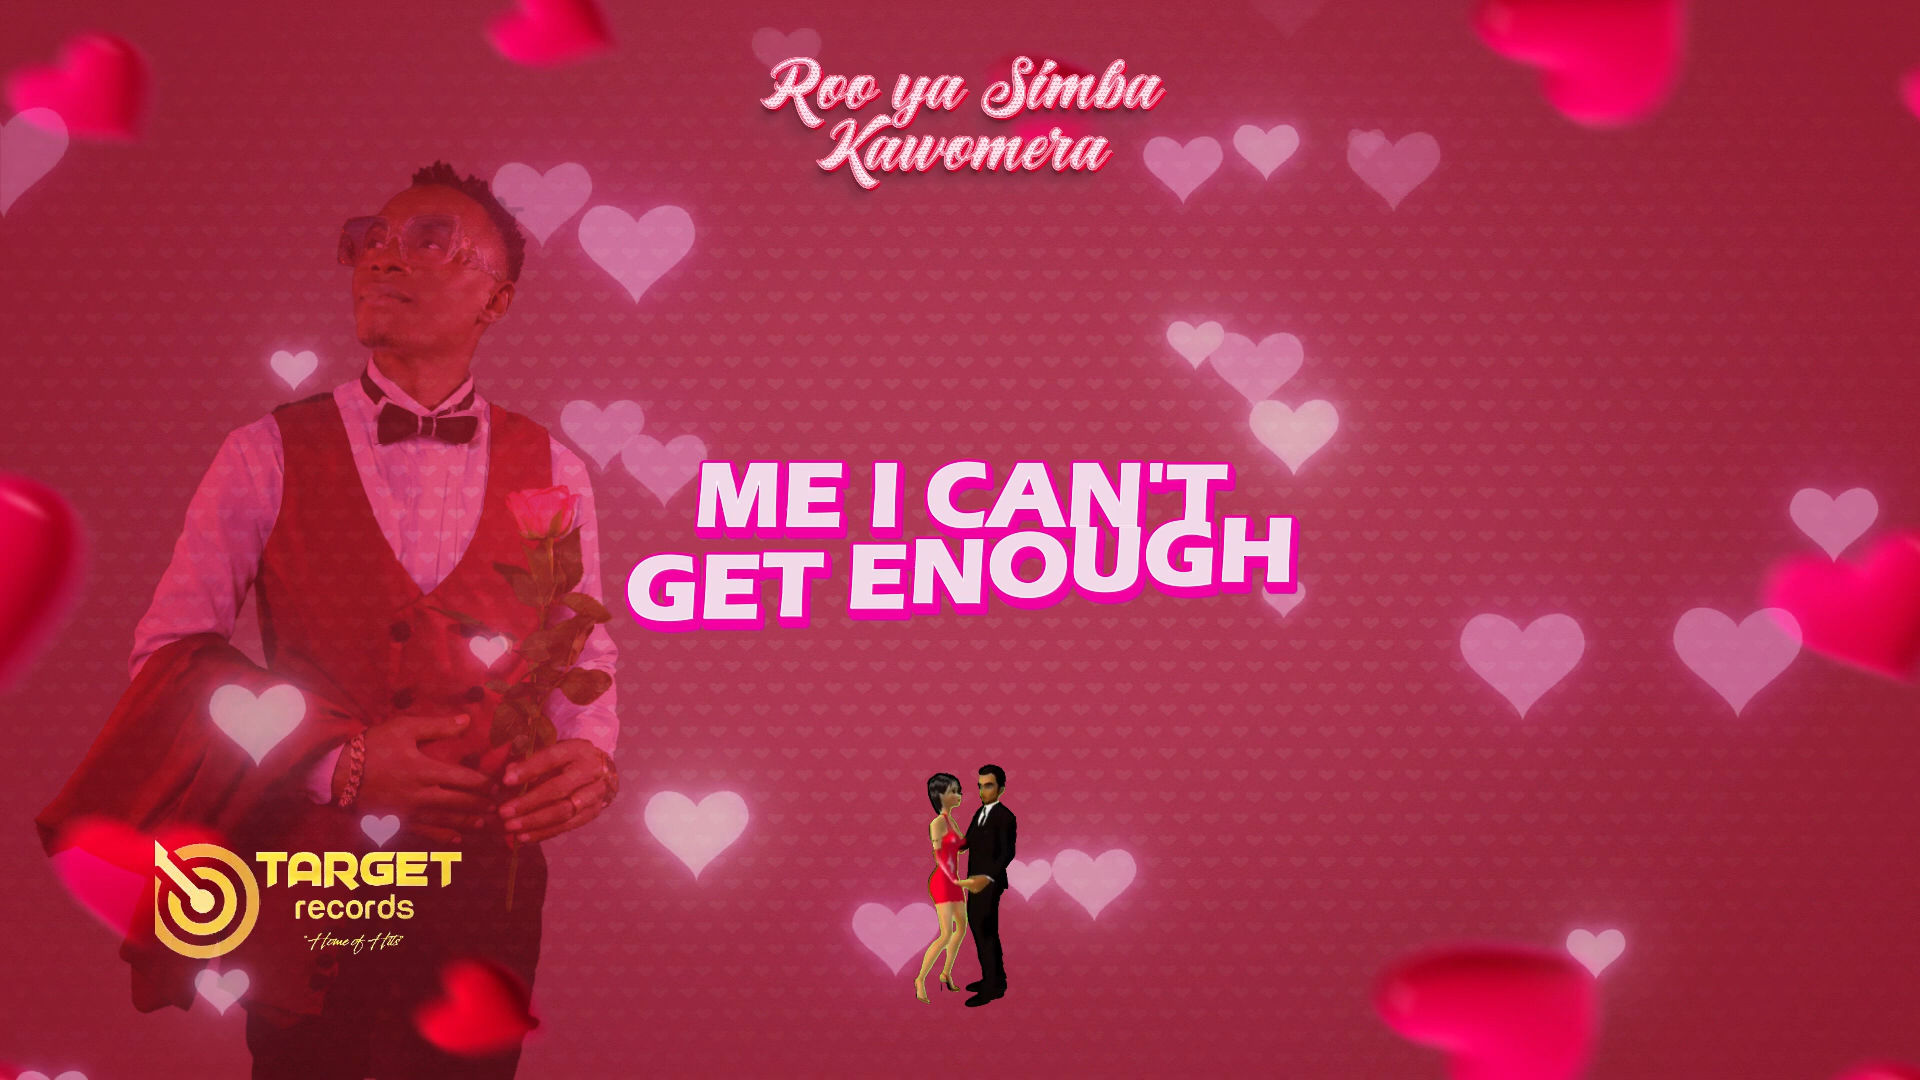 Roo ya Simba
Kawomera
ME I CAN'T
GET ENOUGH
TARGET
records
"Home of Hits"